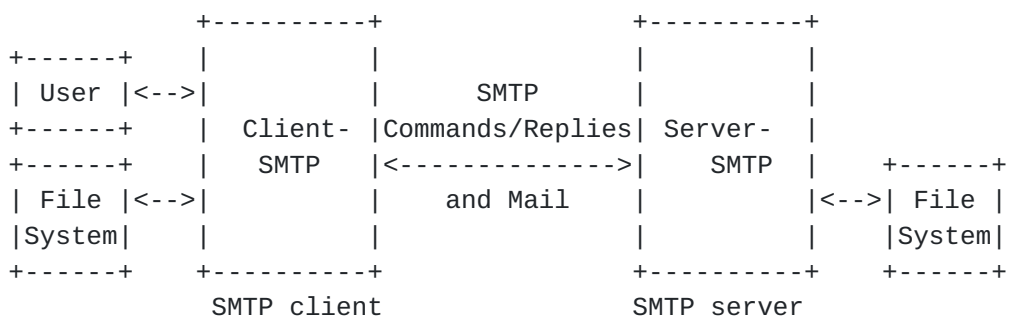 +----------+                +----------+
+------+    |          |                |          |
| User |<-->|          |      SMTP      |          |
+------+    |  Client- |Commands/Replies| Server-  |
+------+    |   SMTP   |<-------------->|    SMTP  |    +------+
| File |<-->|          |    and Mail    |          |<-->| File |
|System|    |          |                |          |    |System|
+------+    +----------+                +----------+    +------+
             SMTP client                SMTP server